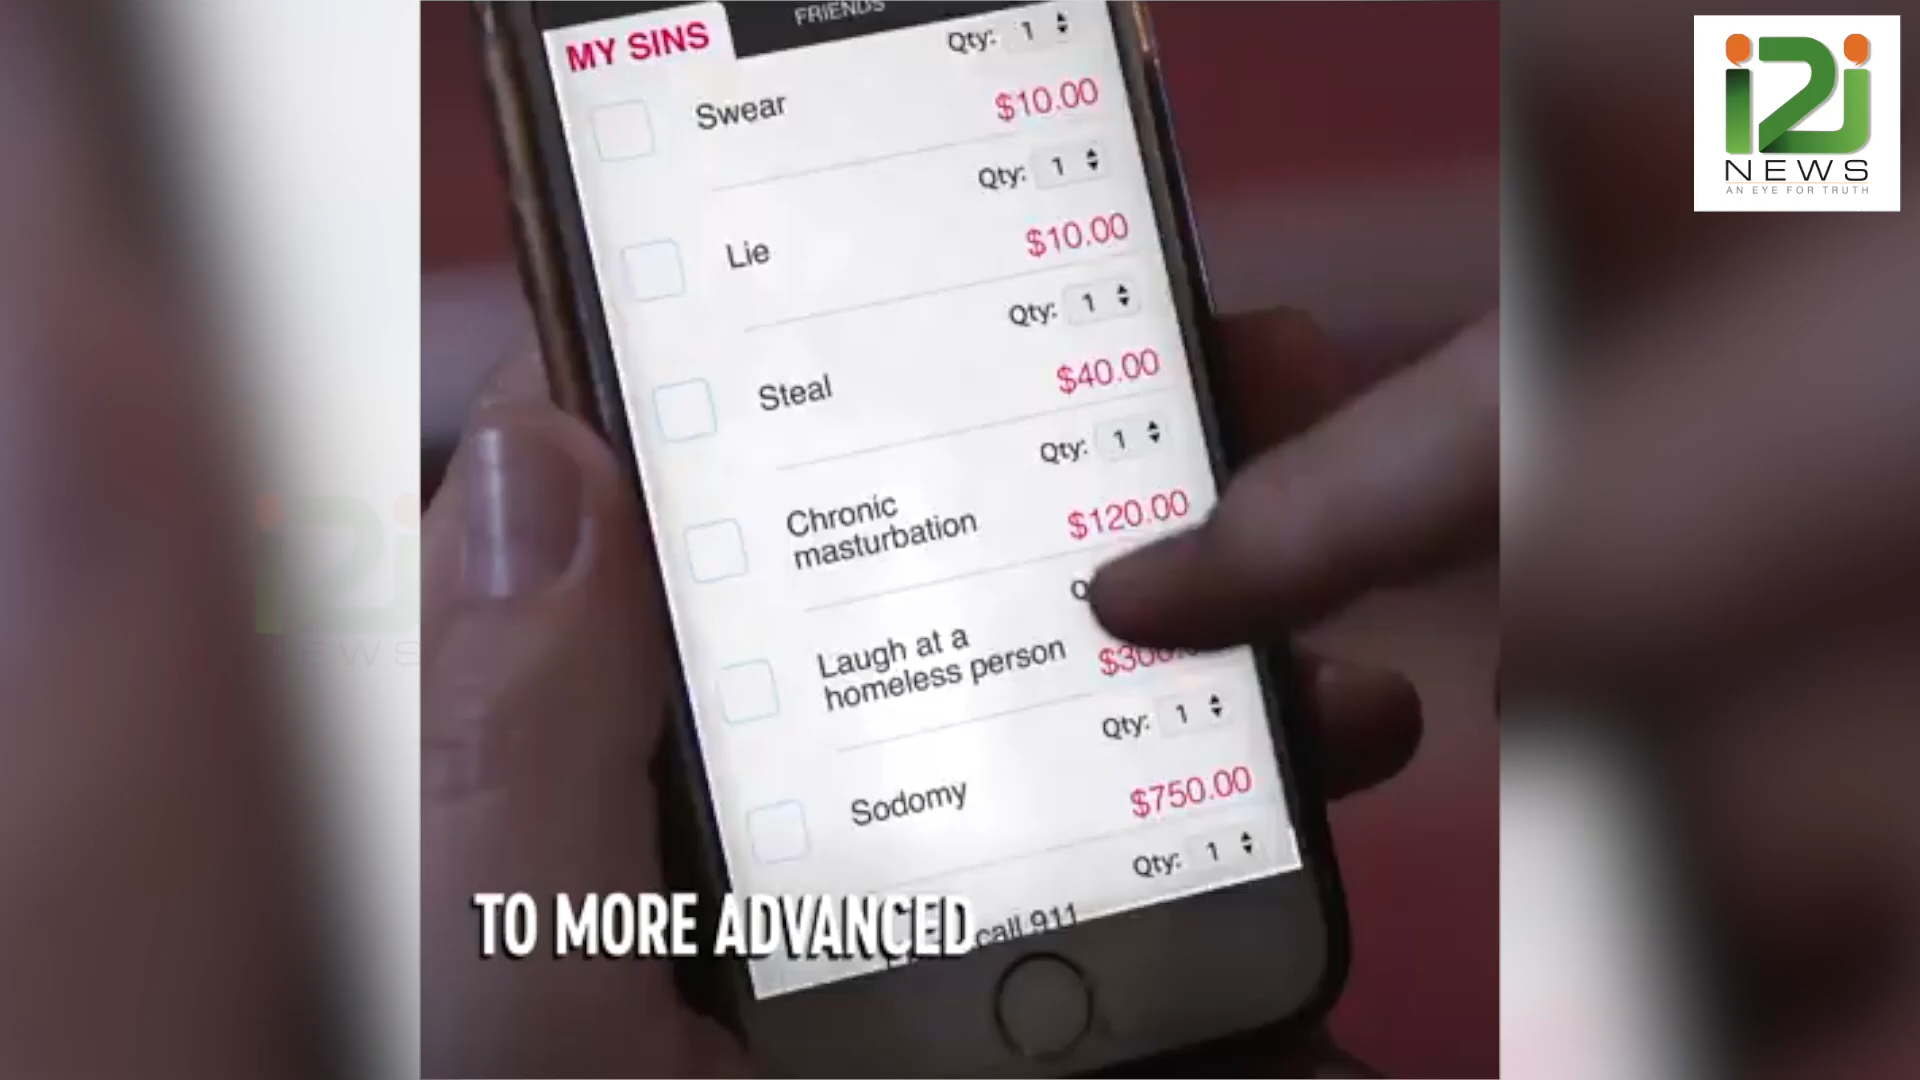 FRIENDS
MY SINS
Qty: 1
Swear
$10.00
Qty: 1
Lie
$10.00
Qty: 1
Steal
$40.00
Qty: 1
Chronic
masturbation
$120.00
Laugh at a
homeless person
Qty: 1
Sodomy
$750.00
Qty: 1
call 911
TO MORE ADVANCED
i2i
NEWS
AN EYE FOR TRUTH